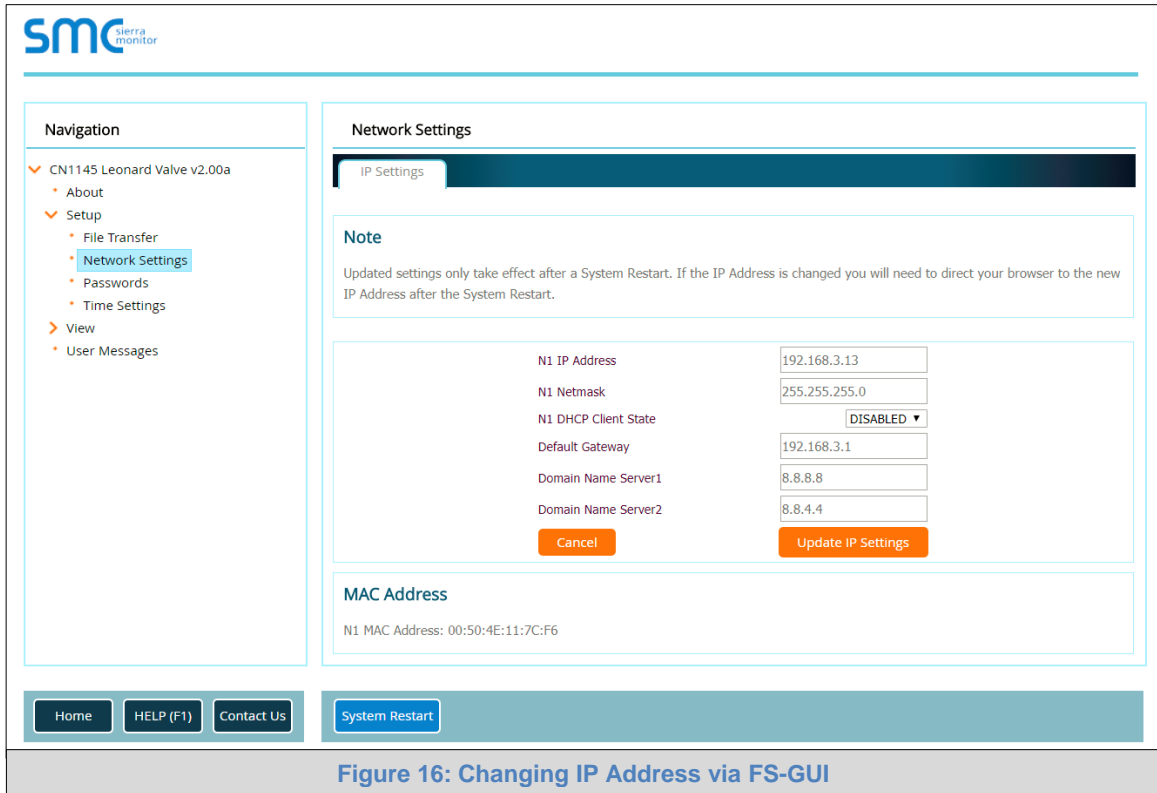 smc sierra monitor
Navigation
CN1145 Leonard Valve v2.00a
About
Setup
File Transfer
Network Settings
Passwords
Time Settings
View
User Messages
Network Settings
IP Settings
Note
Updated settings only take effect after a System Restart. If the IP Address is changed you will need to direct your browser to the new
IP Address after the System Restart.
N1 IP Address 192.168.3.13
N1 Netmask 255.255.255.0
N1 DHCP Client State DISABLED
Default Gateway 192.168.3.1
Domain Name Server1 8.8.8.8
Domain Name Server2 8.8.4.4
Cancel Update IP Settings
MAC Address
N1 MAC Address: 00:50:4E:11:7C:F6
Home HELP (F1) Contact Us System Restart
Figure 16: Changing IP Address via FS-GUI